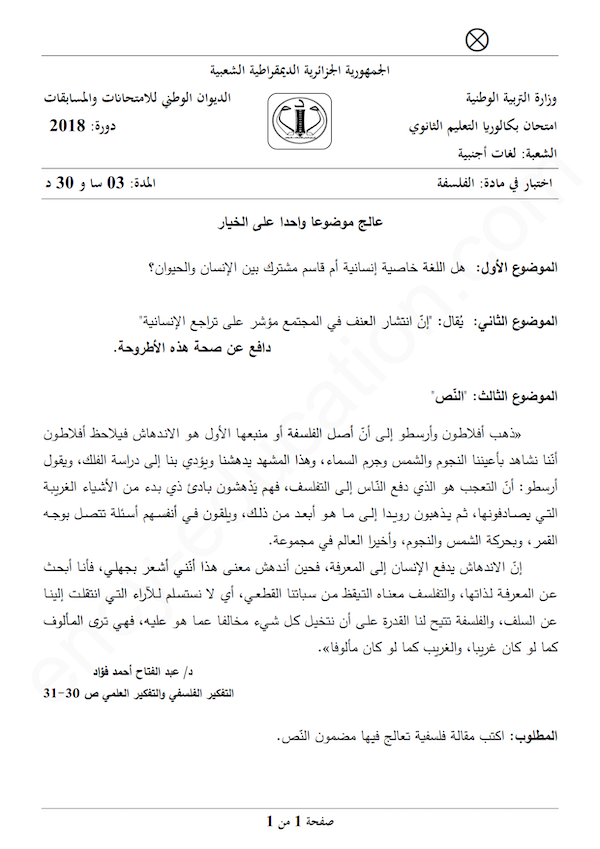 الجمهورية الجزائرية الديمقراطية الشعبية
وزارة التربية الوطنية
الديوان الوطني للامتحانات والمسابقات
امتحان بكالوريا التعليم الثانوي
دورة: 2018
الشعبة: لغات أجنبية
اختبار في مادة: الفلسفة
المدة: 03 سا و 30 د
عالج موضوعا واحدا على الخيار
الموضوع الأول: هل اللغة خاصية إنسانية أم قاسم مشترك بين الإنسان والحيوان؟
الموضوع الثاني: يُقال: "إنّ انتشار العنف في المجتمع مؤشر على تراجع الإنسانية"
دافع عن صحة هذه الأطروحة.
الموضوع الثالث: "النّص"
«ذهب أفلاطون وأرسطو إلى أنّ أصل الفلسفة أو منبعها الأول هو الاندهاش فيلاحظ أفلاطون
أننا نشاهد بأعيننا النجوم والشمس وجرم السماء، وهذا المشهد يدهشنا ويؤدي بنا إلى دراسة الفلك، ويقول
أرسطو: أنّ التعجب هو الذي دفع النّاس إلى التفلسف، فهم يَدْهشون بادئ ذي بدء من الأشياء الغريبة
التي يصادفونها، ثم يذهبون رويدا إلى ما هو أبعد من ذلك، ويلقون في أنفسهم أسئلة تتصل بوجه
القمر، وبحركة الشمس والنجوم، وأخيرا العالم في مجموعة.
إنّ الاندهاش يدفع الإنسان إلى المعرفة، فحين أندهش معنى هذا أنّني أشعر بجهلي، فأنا أبحث
عن المعرفة لذاتها، والتفلسف معناه التيقظ من سباتنا القطعي، أي لا نستسلم للآراء التي انتقلت إلينا
عن السلف، والفلسفة تتيح لنا القدرة على أن نتخيل كل شيء مخالفا عما هو عليه، فهي ترى المألوف
كما لو كان غريبا، والغريب كما لو كان مألوفا».
د/ عبد الفتاح أحمد فؤاد
التفكير الفلسفي والتفكير العلمي ص 30-31
المطلوب: اكتب مقالة فلسفية تعالج فيها مضمون النّص.
صفحة 1 من 1